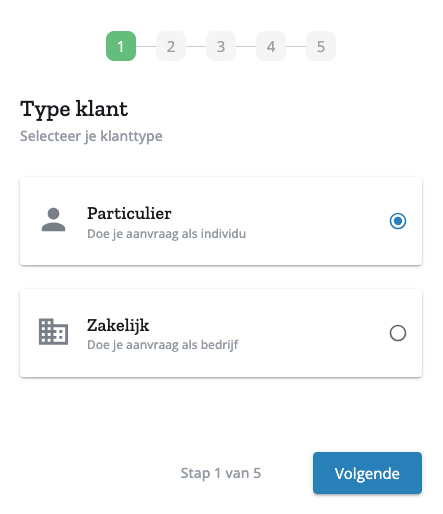 1 2 3 4 5
Type klant
Selecteer je klanttype
Particulier
Doe je aanvraag als individu
Zakelijk
Doe je aanvraag als bedrijf
Stap 1 van 5 Volgende